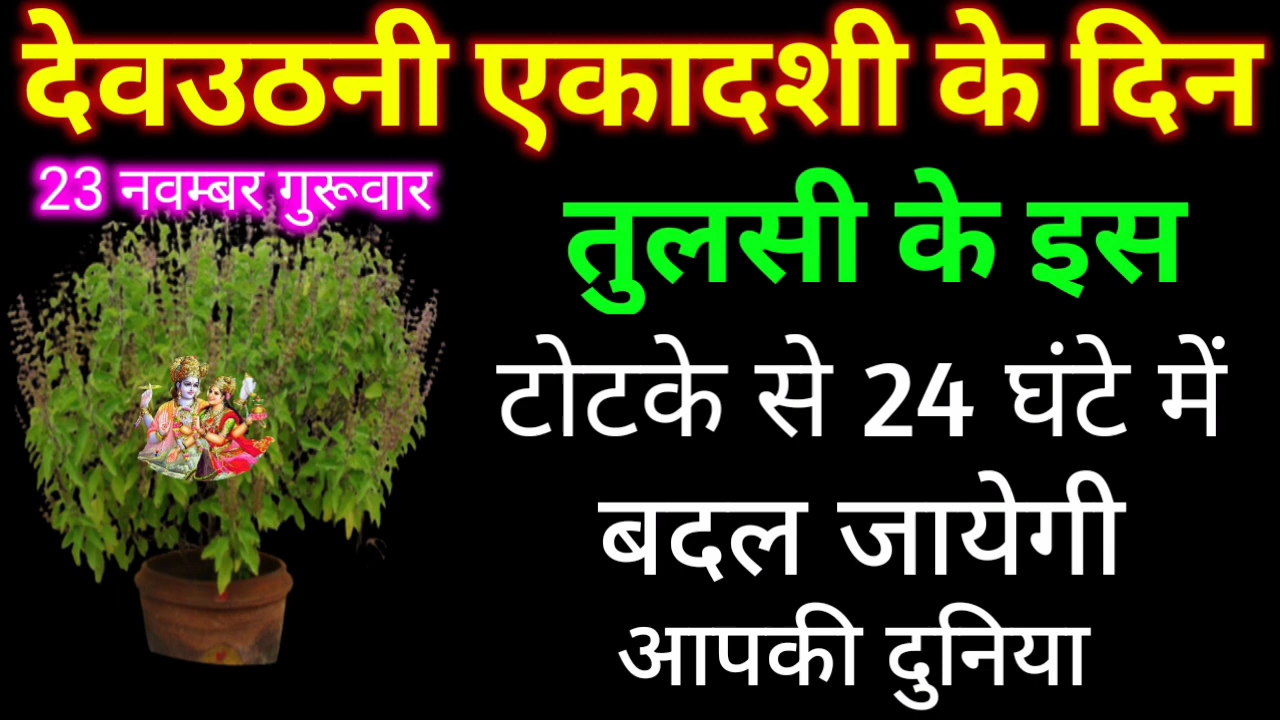 देवउठनी एकादशी के दिन
23 नवम्बर गुरूवार
तुलसी के इस
टोटके से 24 घंटे में
बदल जायेगी
आपकी दुनिया